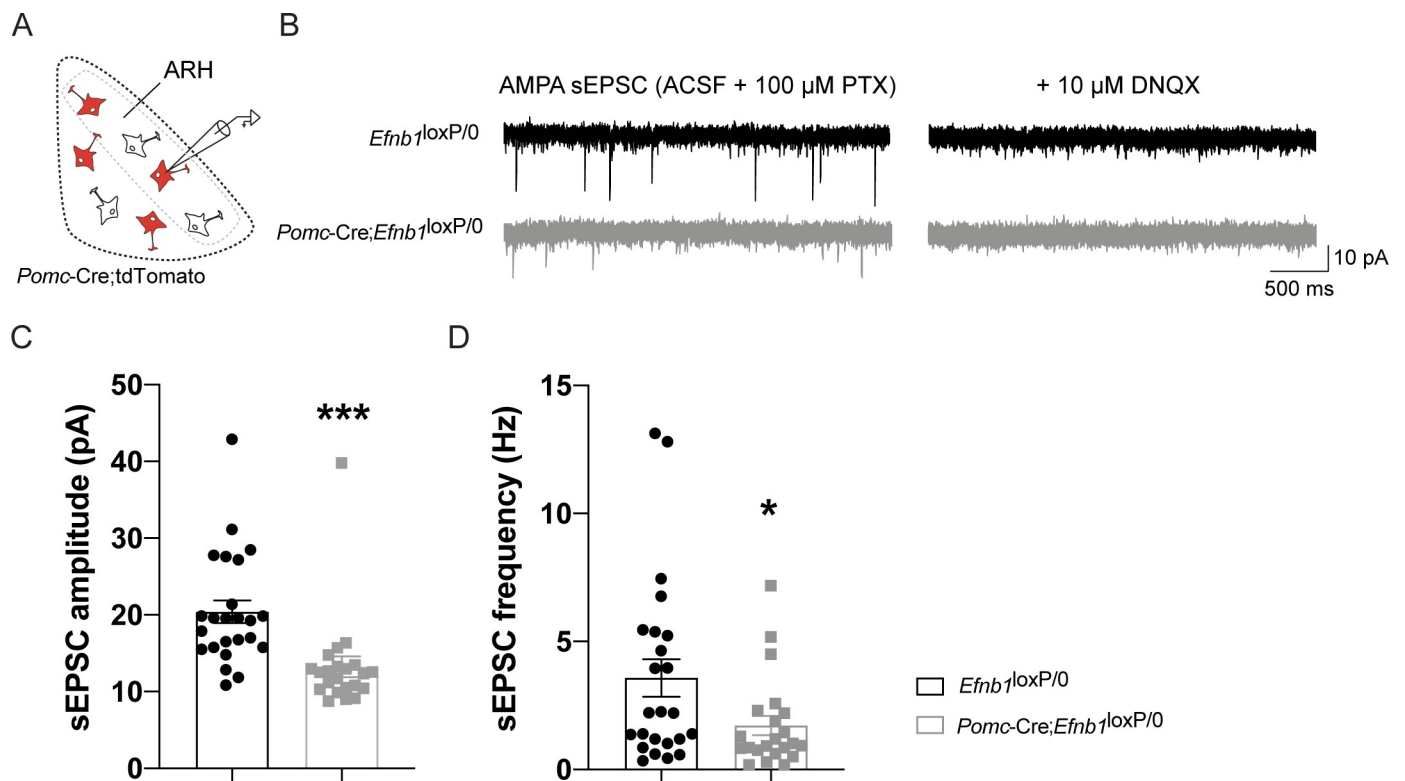 A
ARH
Pomc-Cre;tdTomato
B
AMPA sEPSC (ACSF + 100 µM PTX)
+ 10 µM DNQX
Efnb1loxP/0
Pomc-Cre;Efnb1loxP/0
10 pA
500 ms
C
sEPSC amplitude (pA)
50
40
30
20
10
0
***
D
sEPSC frequency (Hz)
15
10
5
0
*
Efnb1loxP/0
Pomc-Cre;Efnb1loxP/0